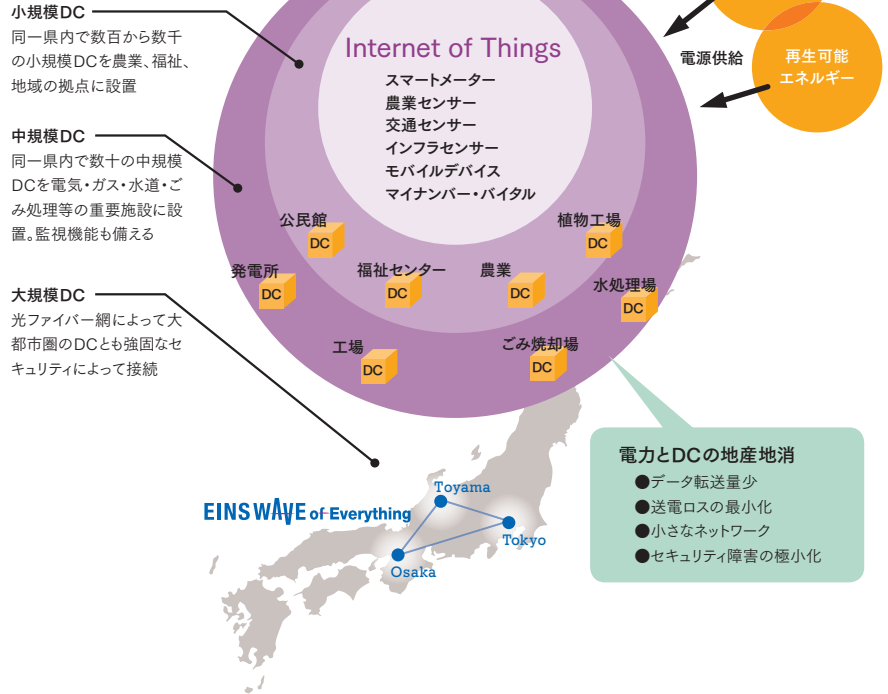 小規模DC
同一県内で数百から数千
の小規模DCを農業、福祉、
地域の拠点に設置
中規模DC
同一県内で数十の中規模
DCを電気・ガス・水道・ご
み処理等の重要施設に設
置。監視機能も備える
大規模DC
光ファイバー網によって大
都市圏のDCとも強固なセ
キュリティによって接続
Internet of Things
スマートメーター
農業センサー
交通センサー
インフラセンサー
モバイルデバイス
マイナンバー・バイタル
電源供給
再生可能
エネルギー
公民館
DC
植物工場
DC
発電所
DC
福祉センター
DC
農業
DC
水処理場
DC
工場
DC
ごみ焼却場
DC
電力とDCの地産地消
●データ転送量少
●送電ロスの最小化
●小さなネットワーク
●セキュリティ障害の極小化
EINS WAVE of Everything
Toyama
Tokyo
Osaka